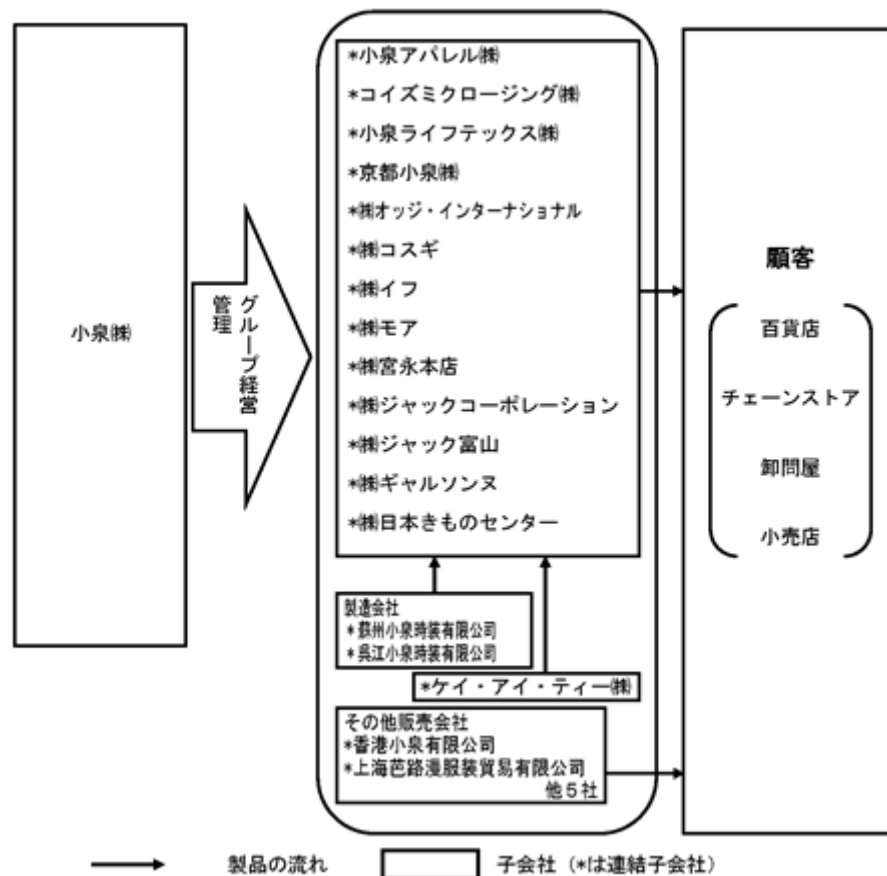 小泉㈱
グループ経営
管理
*小泉アパレル㈱
*コイズミクロージング㈱
*小泉ライフテックス㈱
*京都小泉㈱
*㈱オッジ・インターナショナル
*㈱コスギ
*㈱イフ
*㈱モア
*㈱宮永本店
*㈱ジャックコーポレーション
*㈱ジャック富山
*㈱ギャルソンヌ
*㈱日本きものセンター
製造会社
*蘇州小泉時装有限公司
*呉江小泉時装有限公司
*ケイ・アイ・ティー㈱
その他販売会社
*香港小泉有限公司
*上海芭路漫服装貿易有限公司
他5社
顧客
百貨店
チェーンストア
卸問屋
小売店
製品の流れ
子会社（*は連結子会社）